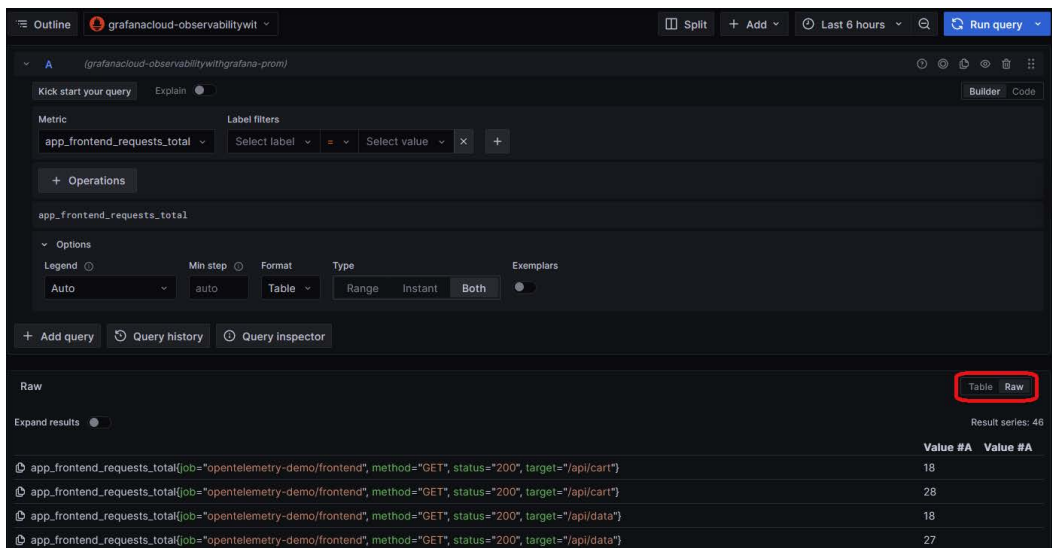 Outline grafanacloud-observabilitywit Split + Add Last 6 hours Run query
A (grafanacloud-observabilitywithgrafana-prom)
Kick start your query Explain Builder Code
Metric Label filters
app_frontend_requests_total Select label = Select value × +
+ Operations
app_frontend_requests_total
Options
Legend Min step Format Type Exemplars
Auto auto Table Range Instant Both
+ Add query Query history Query inspector
Raw Table Raw
Expand results Result series: 46
Value #A Value #A
app_frontend_requests_total{job="opentelemetry-demo/frontend", method="GET", status="200", target="/api/cart"} 18
app_frontend_requests_total{job="opentelemetry-demo/frontend", method="GET", status="200", target="/api/cart"} 28
app_frontend_requests_total{job="opentelemetry-demo/frontend", method="GET", status="200", target="/api/data"} 18
app_frontend_requests_total{job="opentelemetry-demo/frontend", method="GET", status="200", target="/api/data"} 27